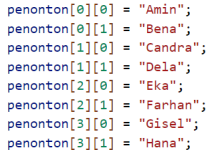 penonton[0][0] = "Amin";
penonton[0][1] = "Bena";
penonton[1][0] = "Candra";
penonton[1][1] = "Dela";
penonton[2][0] = "Eka";
penonton[2][1] = "Farhan";
penonton[3][0] = "Gisel";
penonton[3][1] = "Hana";